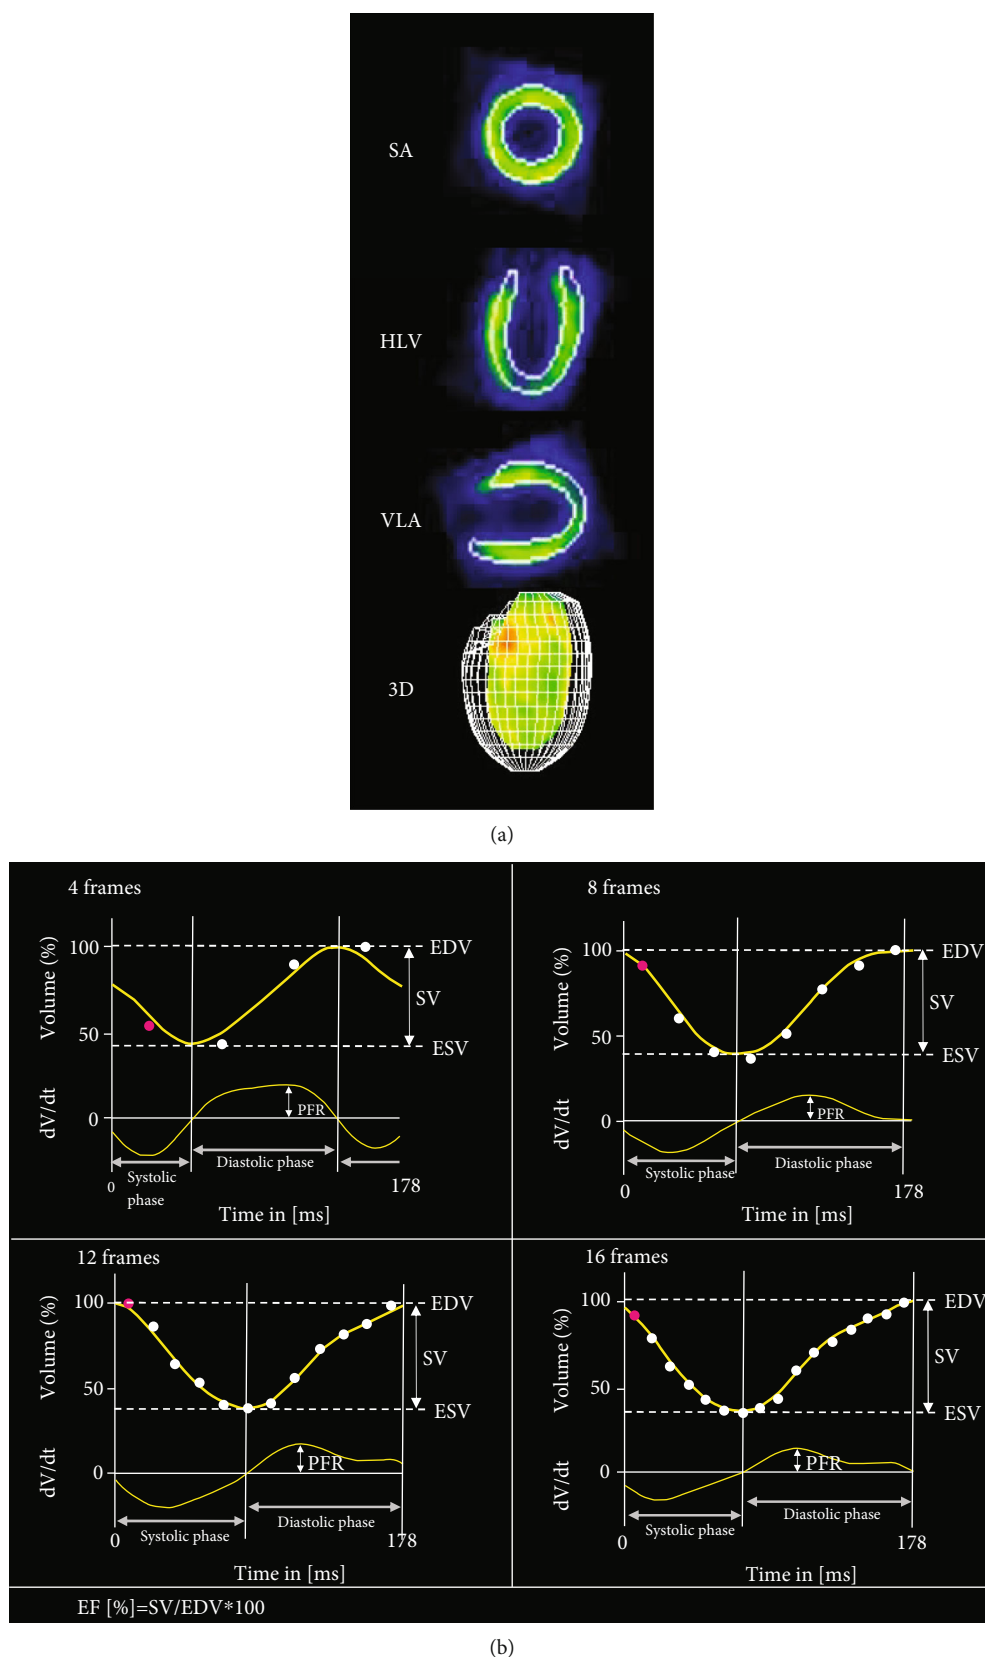 SA
HLV
VLA
3D
(a)
4 frames
Volume (%)
100
50
EDV
SV
ESV
dV/dt
0
PFR
Diastolic phase
Systolic
phase
0
178
Time in [ms]
8 frames
Volume (%)
100
50
EDV
SV
ESV
dV/dt
0
PFR
Systolic phase
Diastolic phase
0
178
Time in [ms]
12 frames
Volume (%)
100
50
EDV
SV
ESV
dV/dt
0
PFR
Systolic phase
Diastolic phase
0
178
Time in [ms]
16 frames
Volume (%)
100
50
EDV
SV
ESV
dV/dt
0
PFR
Systolic phase
Diastolic phase
0
178
Time in [ms]
EF [%]=SV/EDV*100
(b)